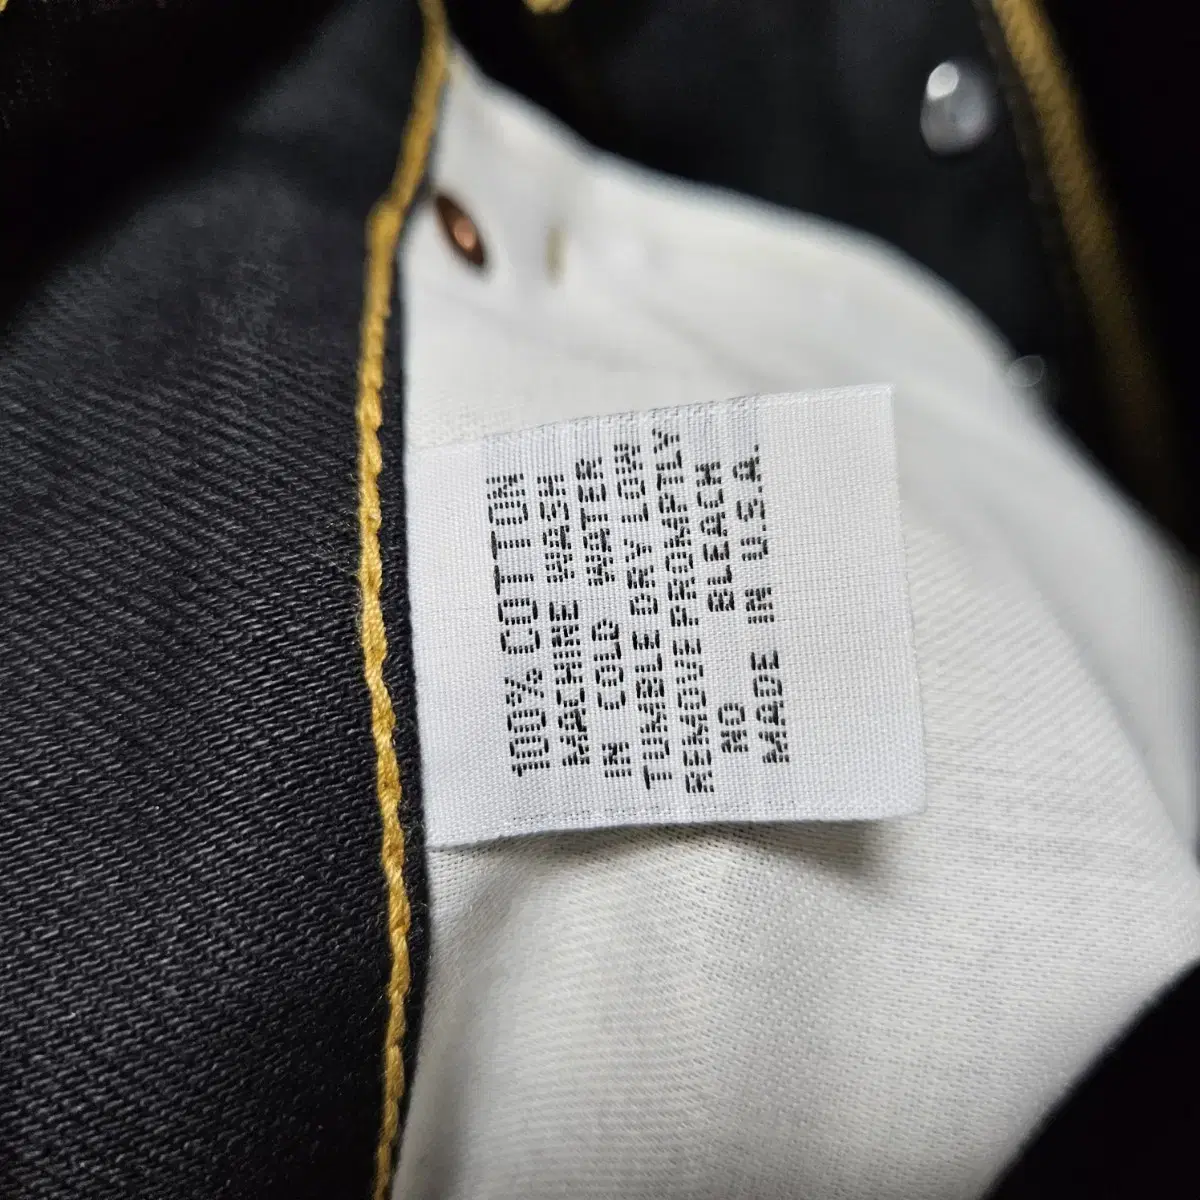 100% COTTON
MACHINE WASH
IN COLD WATER
TUMBLE DRY LOW
REMOVE PROMPTLY
NO BLEACH
MADE IN U.S.A.